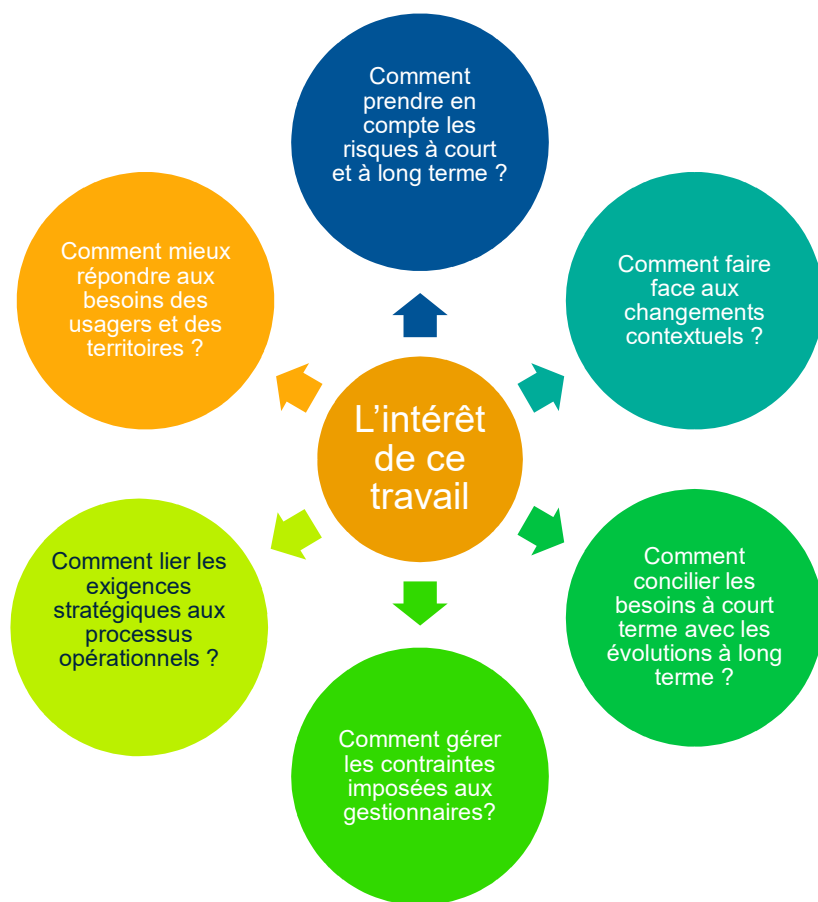 Comment
prendre en
compte les
risques à court
et à long terme ?
Comment faire
face aux
changements
contextuels ?
Comment
concilier les
besoins à court
terme avec les
évolutions à long
terme ?
Comment gérer
les contraintes
imposées aux
gestionnaires?
Comment lier les
exigences
stratégiques aux
processus
opérationnels ?
Comment mieux
répondre aux
besoins des
usagers et des
territoires ?
L’intérêt
de ce
travail